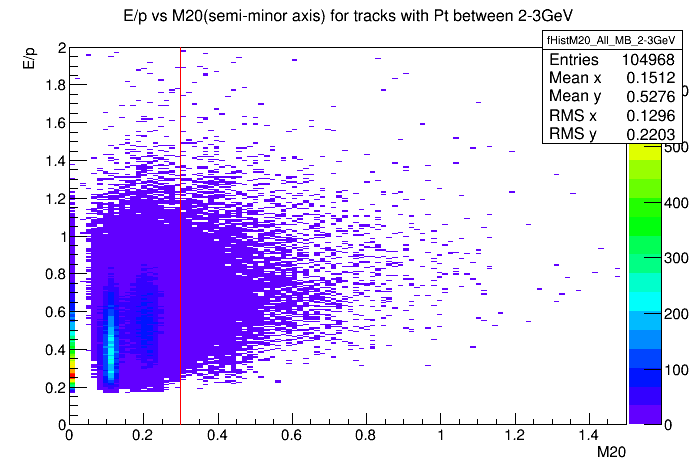 E/p vs M20(semi-minor axis) for tracks with Pt between 2-3GeV
fHistM20_All_MB_2-3GeV
Entries 104968
Mean x 0.1512
Mean y 0.5276
RMS x 0.1296
RMS y 0.2203
E/p
2
1.8
1.6
1.4
1.2
1
0.8
0.6
0.4
0.2
0
0 0.2 0.4 0.6 0.8 1 1.2 1.4
M20
500
400
300
200
100
0